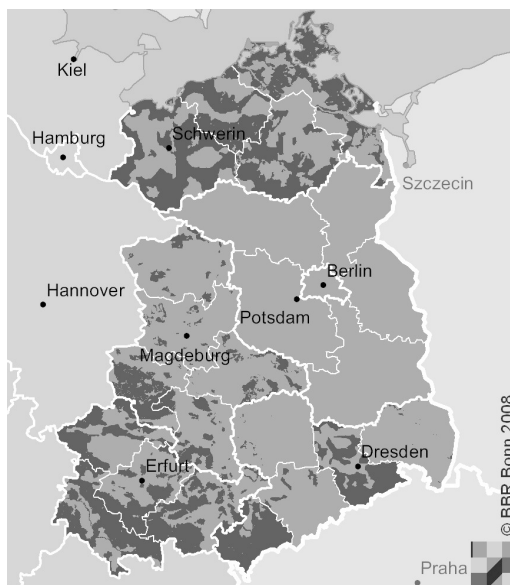 Kiel
Hamburg
Schwerin
Szczecin
Hannover
Berlin
Potsdam
Magdeburg
Erfurt
Dresden
Praha
© BBR Bonn 2008